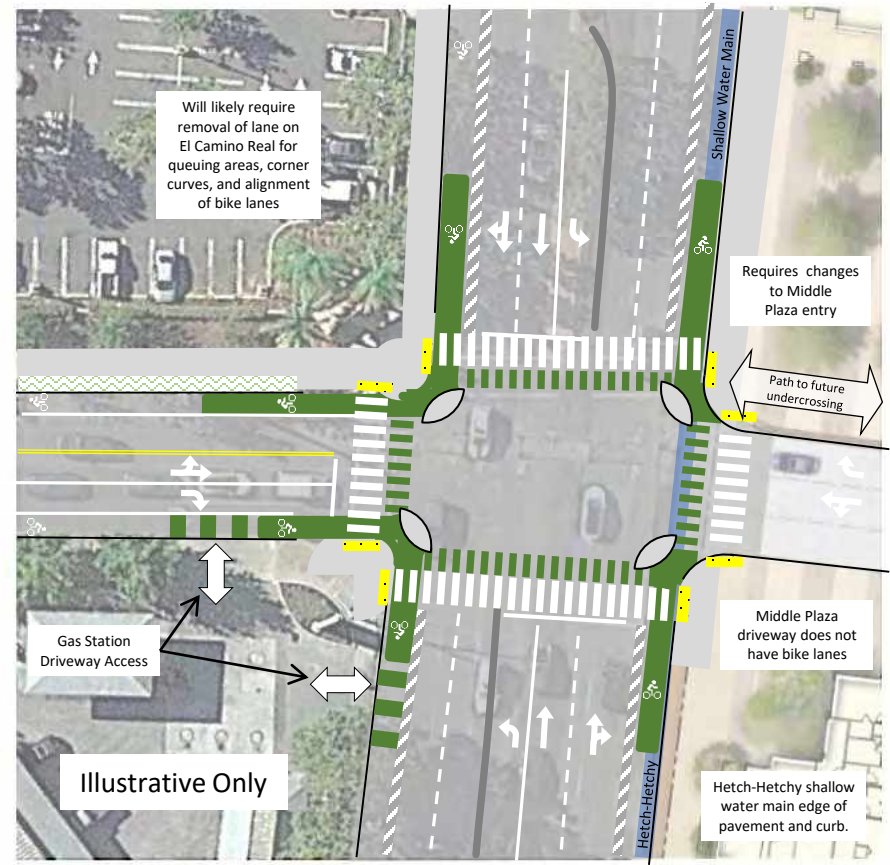 Will likely require
removal of lane on
El Camino Real for
queuing areas, corner
curves, and alignment
of bike lanes
Shallow Water Main
Requires changes
to Middle
Plaza entry
Path to future
undercrossing
Gas Station
Driveway Access
Middle Plaza
driveway does not
have bike lanes
Illustrative Only
Hetch-Hetchy
Hetch-Hetchy shallow
water main edge of
pavement and curb.